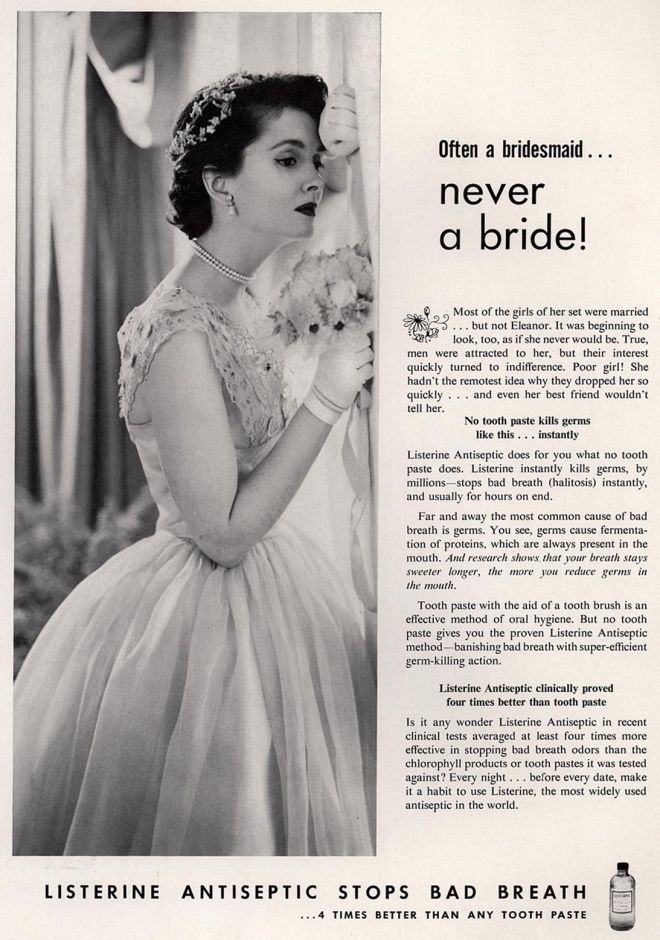 Often a bridesmaid . . .
never
a bride!
Most of the girls of her set were married
. . . but not Eleanor. It was beginning to
look, too, as if she never would be. True,
men were attracted to her, but their interest
quickly turned to indifference. Poor girl! She
hadn't the remotest idea why they dropped her so
quickly . . . and even her best friend wouldn't
tell her.
No tooth paste kills germs
like this . . . instantly
Listerine Antiseptic does for you what no tooth
paste does. Listerine instantly kills germs, by
millions—stops bad breath (halitosis) instantly,
and usually for hours on end.
Far and away the most common cause of bad
breath is germs. You see, germs cause fermenta-
tion of proteins, which are always present in the
mouth. And research shows that your breath stays
sweeter longer, the more you reduce germs in
the mouth.
Tooth paste with the aid of a tooth brush is an
effective method of oral hygiene. But no tooth
paste gives you the proven Listerine Antiseptic
method—banishing bad breath with super-efficient
germ-killing action.
Listerine Antiseptic clinically proved
four times better than tooth paste
Is it any wonder Listerine Antiseptic in recent
clinical tests averaged at least four times more
effective in stopping bad breath odors than the
chlorophyll products or tooth pastes it was tested
against? Every night . . . before every date, make
it a habit to use Listerine, the most widely used
antiseptic in the world.
LISTERINE ANTISEPTIC STOPS BAD BREATH
. . . 4 TIMES BETTER THAN ANY TOOTH PASTE